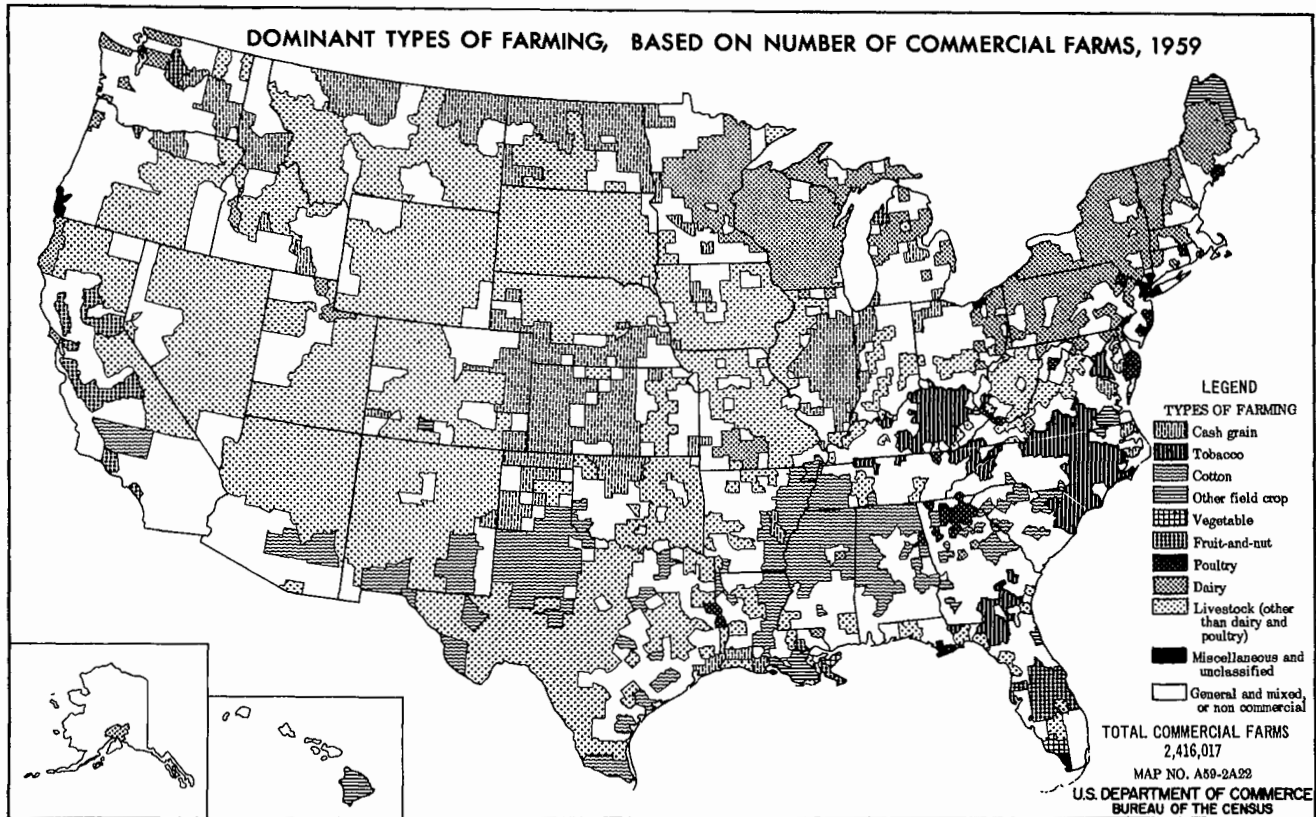 DOMINANT TYPES OF FARMING, BASED ON NUMBER OF COMMERCIAL FARMS, 1959
LEGEND
TYPES OF FARMING
Cash grain
Tobacco
Cotton
Other field crop
Vegetable
Fruit-and-nut
Poultry
Dairy
Livestock (other
than dairy and
poultry)
Miscellaneous and
unclassified
General and mixed,
or non commercial
TOTAL COMMERCIAL FARMS
2,416,017
MAP NO. A59-2A22
U.S. DEPARTMENT OF COMMERCE
BUREAU OF THE CENSUS